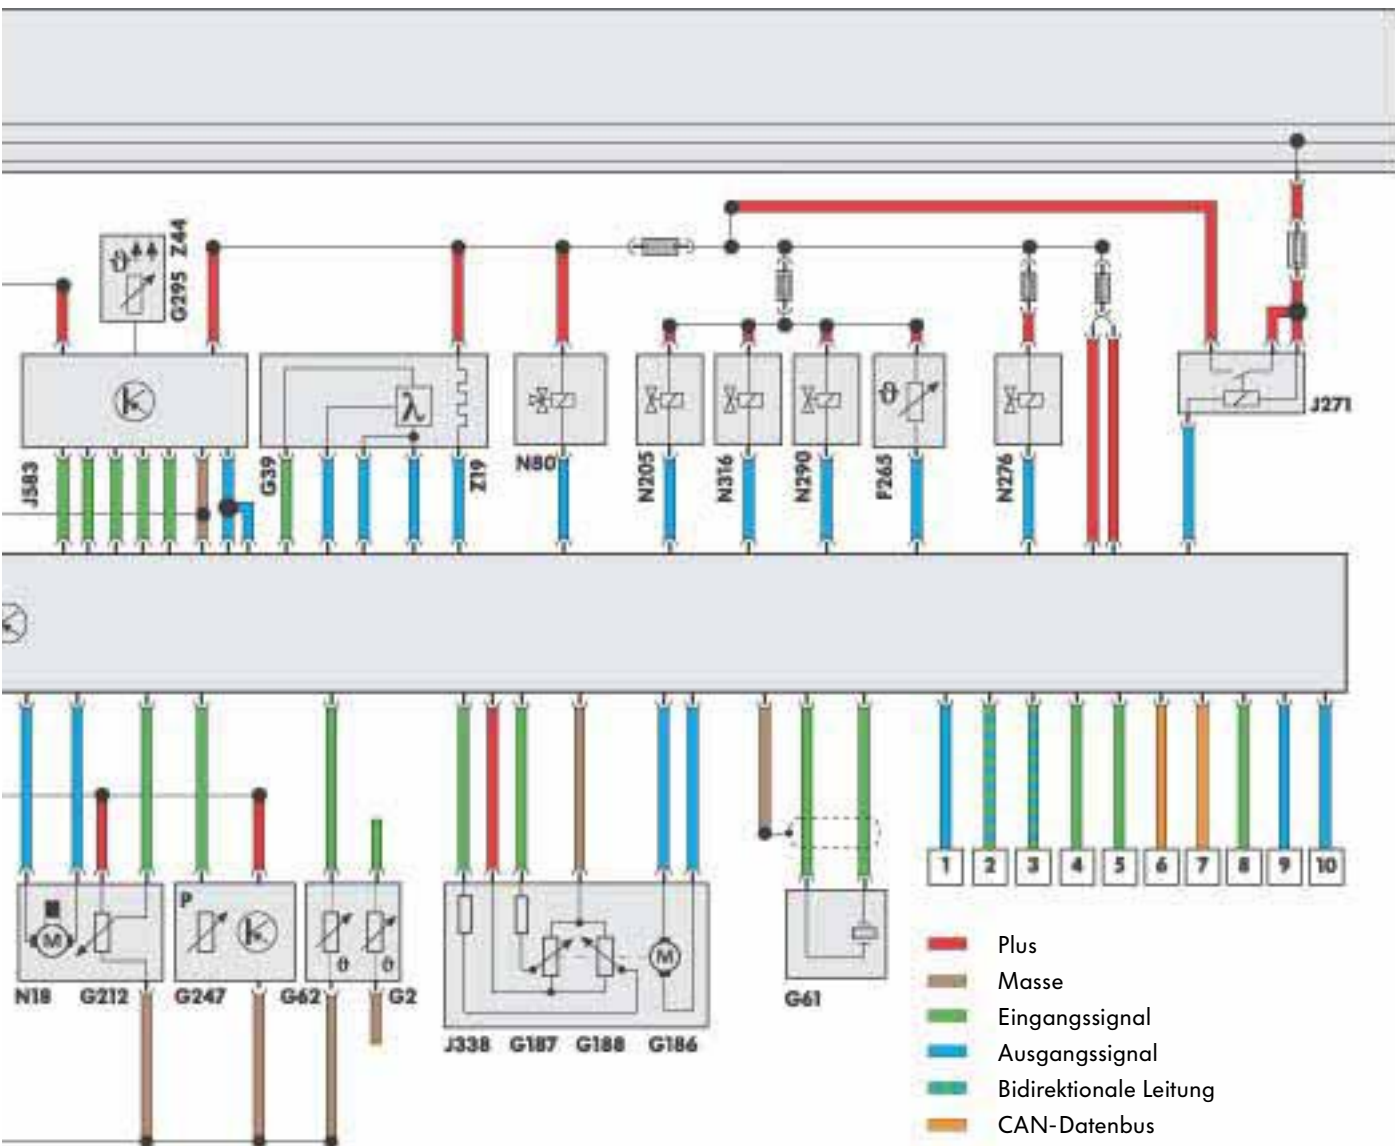 Z44
G295
J271
J583
G39
Z19
N80
N205
N316
N290
F265
N276
ϑ
ϑ
λ
1 2 3 4 5 6 7 8 9 10
M
P
ϑ
ϑ
M
N18 G212 G247 G62 G2
J338 G187 G188 G186
G61
Plus
Masse
Eingangssignal
Ausgangssignal
Bidirektionale Leitung
CAN-Datenbus